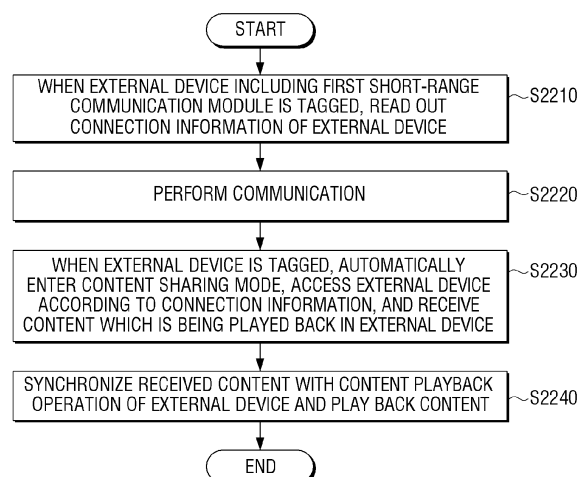 START
WHEN EXTERNAL DEVICE INCLUDING FIRST SHORT-RANGE
COMMUNICATION MODULE IS TAGGED, READ OUT
CONNECTION INFORMATION OF EXTERNAL DEVICE
S2210
PERFORM COMMUNICATION
S2220
WHEN EXTERNAL DEVICE IS TAGGED, AUTOMATICALLY
ENTER CONTENT SHARING MODE, ACCESS EXTERNAL DEVICE
ACCORDING TO CONNECTION INFORMATION, AND RECEIVE
CONTENT WHICH IS BEING PLAYED BACK IN EXTERNAL DEVICE
S2230
SYNCHRONIZE RECEIVED CONTENT WITH CONTENT PLAYBACK
OPERATION OF EXTERNAL DEVICE AND PLAY BACK CONTENT
S2240
END